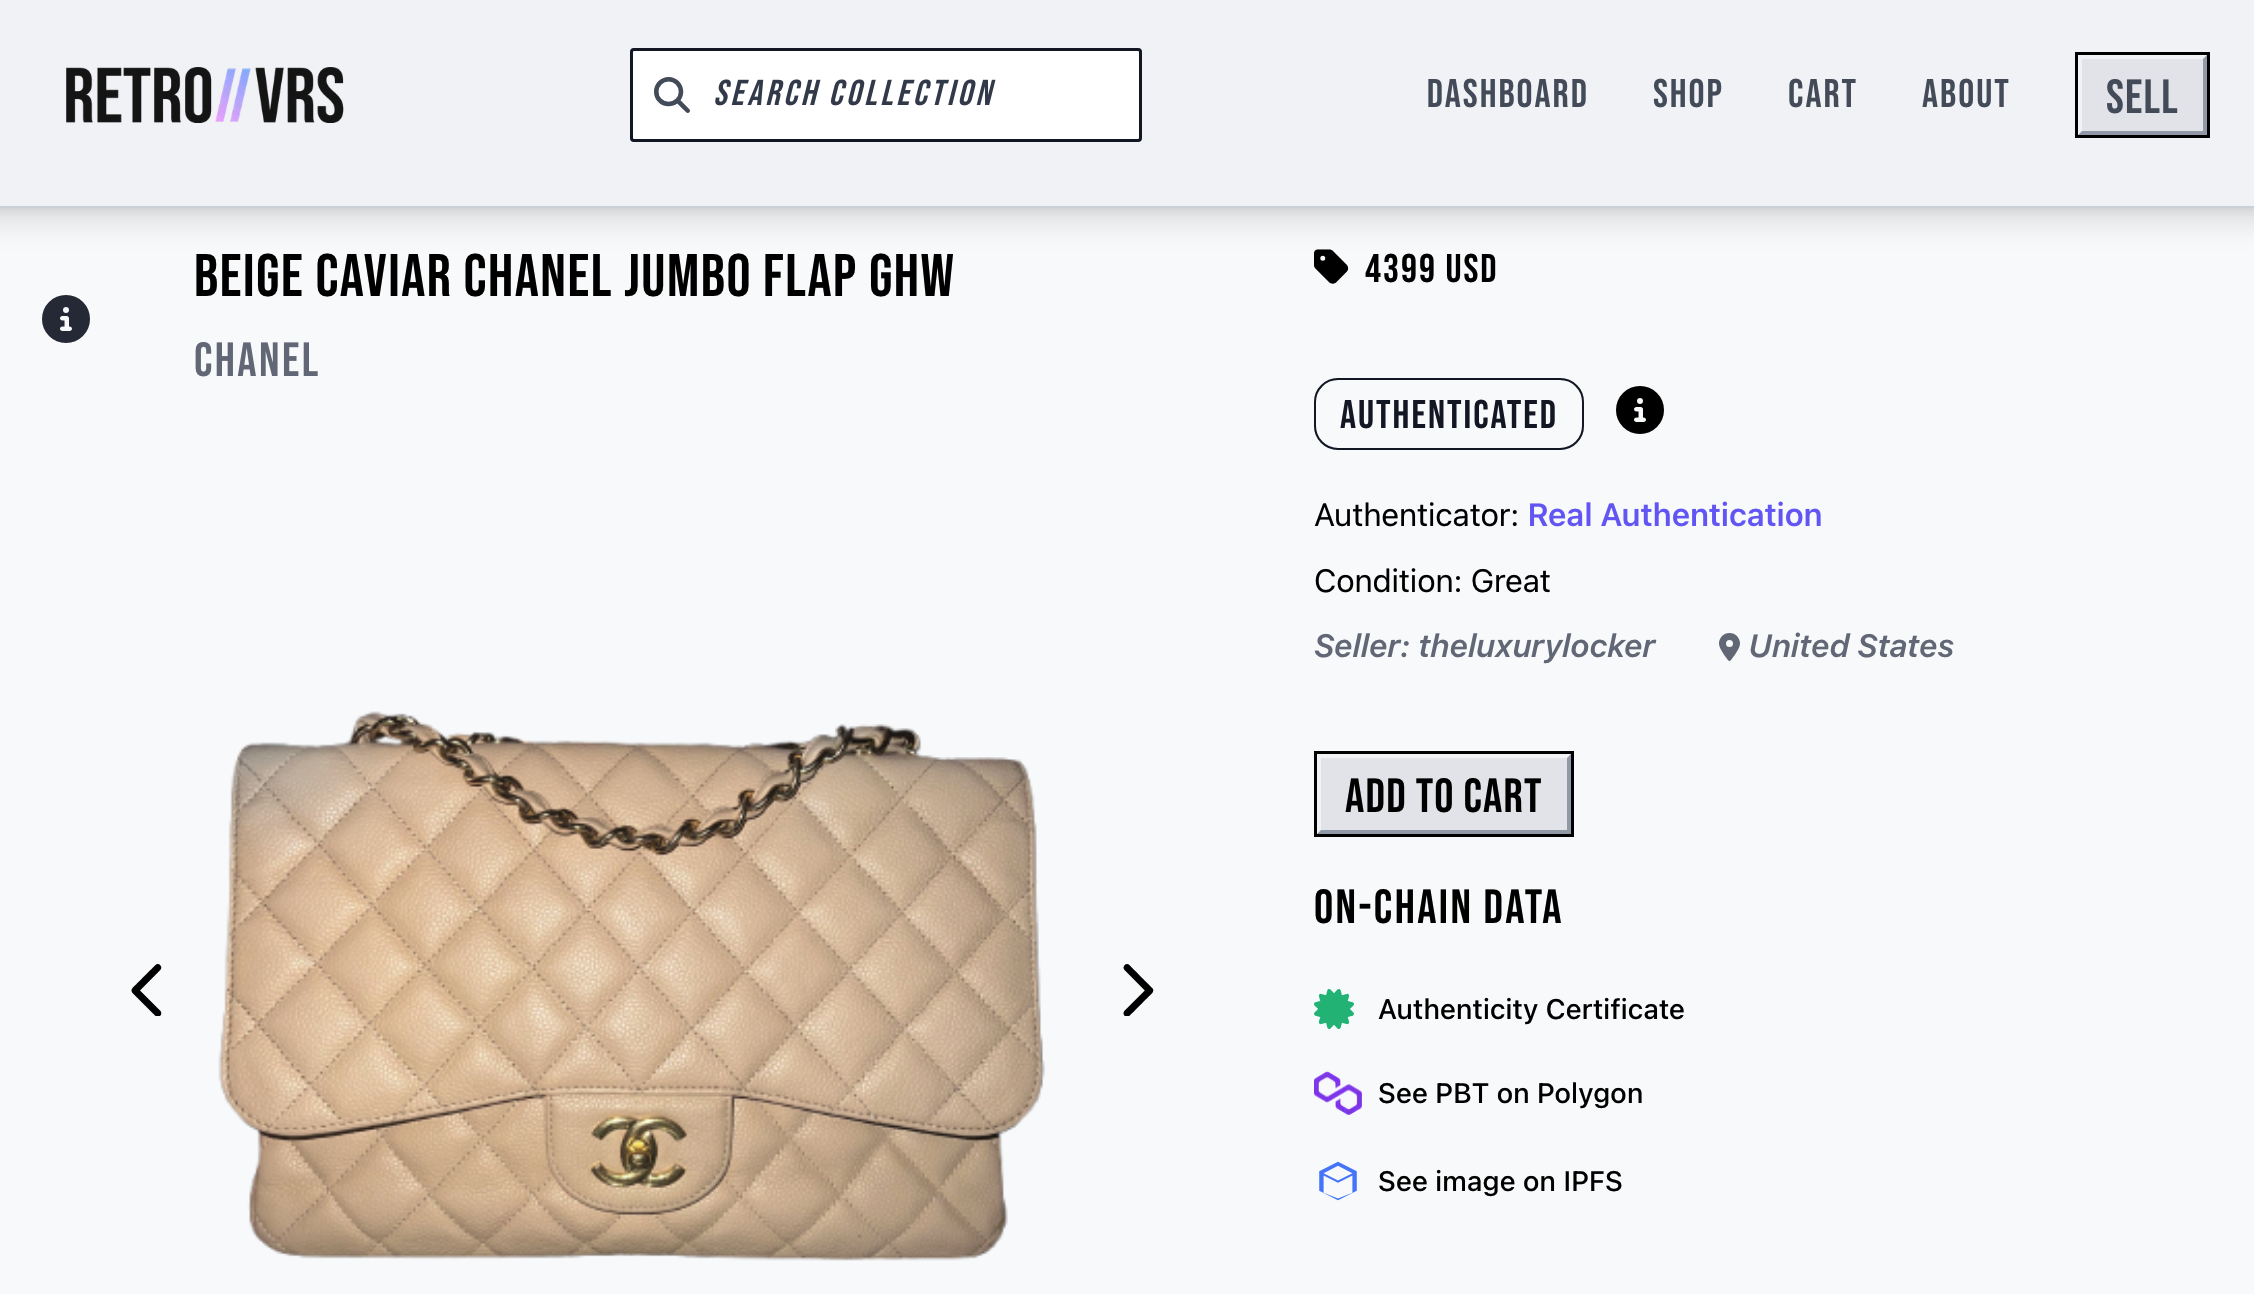 RETRO//VRS
SEARCH COLLECTION
DASHBOARD
SHOP
CART
ABOUT
SELL
BEIGE CAVIAR CHANEL JUMBO FLAP GHW
CHANEL
4399 USD
AUTHENTICATED
Authenticator: Real Authentication
Condition: Great
Seller: theluxurylocker
United States
ADD TO CART
ON-CHAIN DATA
Authenticity Certificate
See PBT on Polygon
See image on IPFS